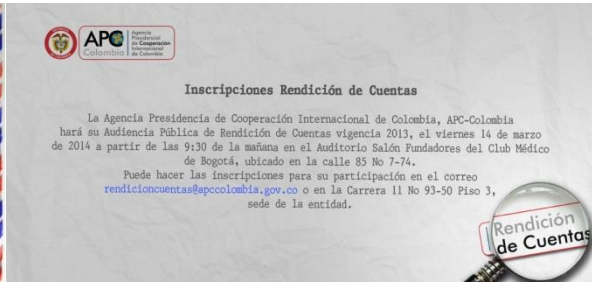 APC
Colombia
Agencia
Presidencial
de Cooperación
Internacional
de Colombia
Inscripciones Rendición de Cuentas
La Agencia Presidencia de Cooperación Internacional de Colombia, APC-Colombia
hará su Audiencia Pública de Rendición de Cuentas vigencia 2013, el viernes 14 de marzo
de 2014 a partir de las 9:30 de la mañana en el Auditorio Salón Fundadores del Club Médico
de Bogotá, ubicado en la calle 85 No 7-74.
Puede hacer las inscripciones para su participación en el correo
rendicioncuentas@apccolombia.gov.co o en la Carrera 11 No 93-50 Piso 3,
sede de la entidad.
Rendición
de Cuentas